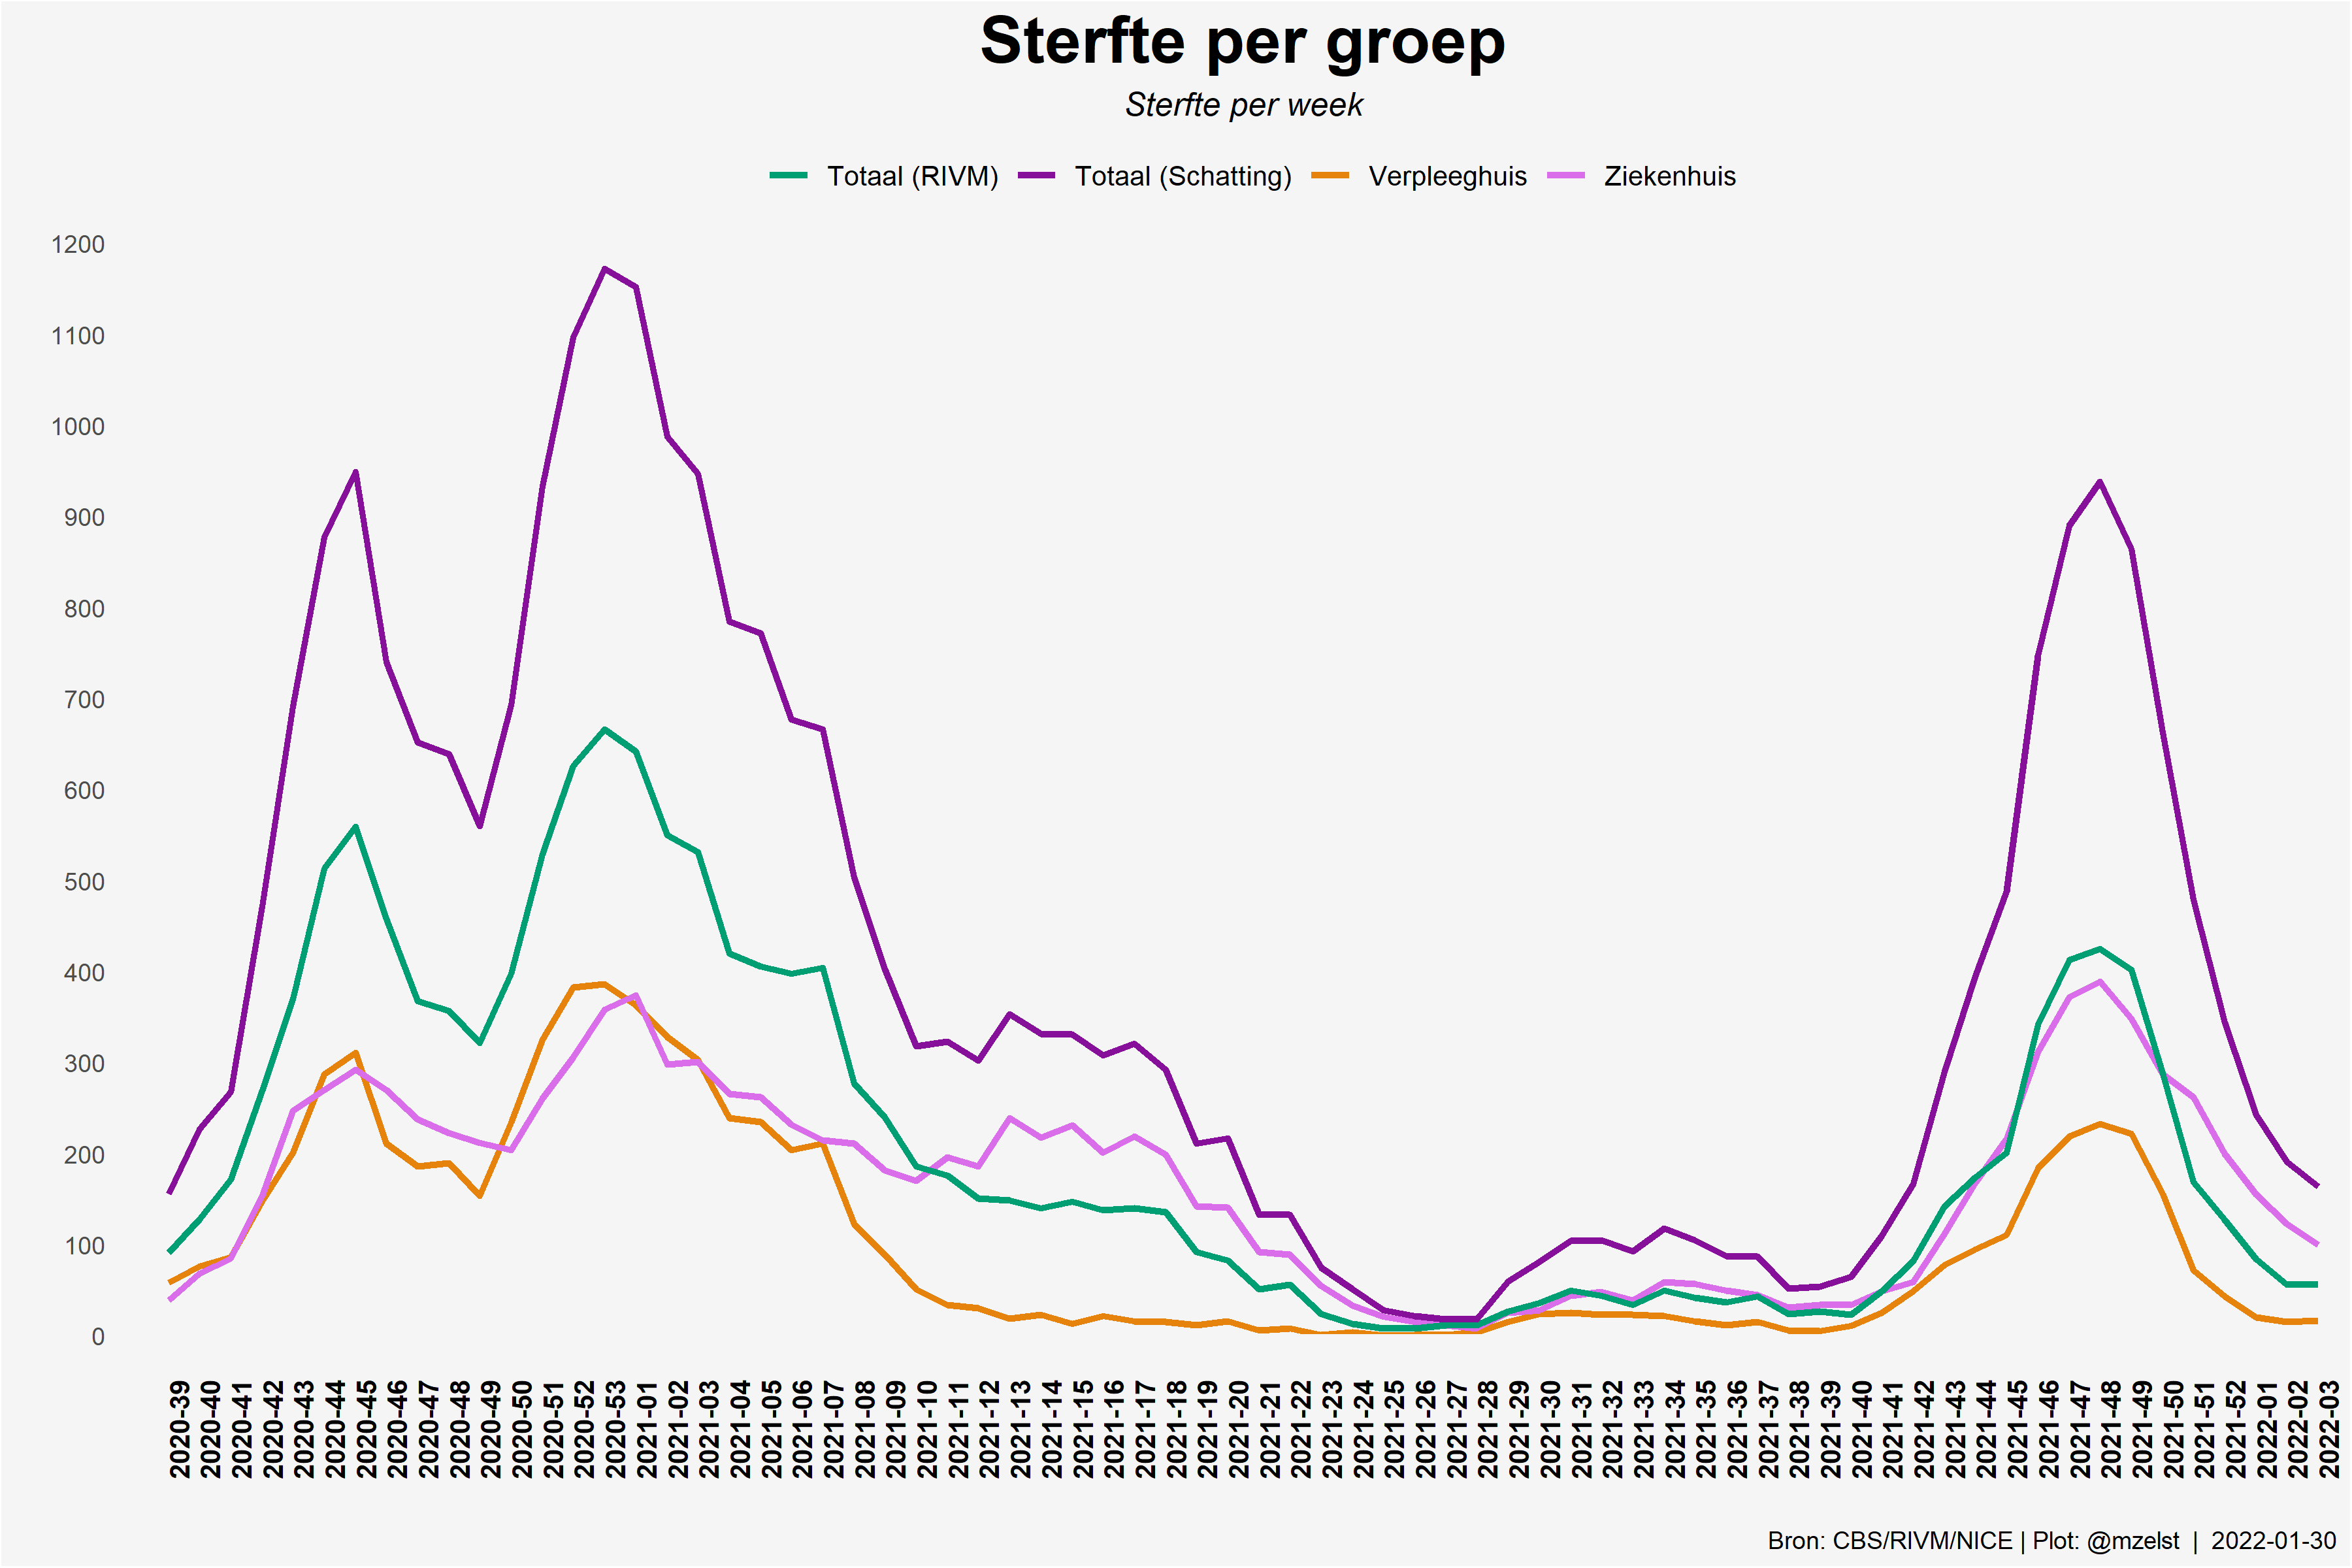 Sterfte per groep
Sterfte per week
Totaal (RIVM) Totaal (Schatting) Verpleeghuis Ziekenhuis
1200
1100
1000
900
800
700
600
500
400
300
200
100
0
2020-39 2020-40 2020-41 2020-42 2020-43 2020-44 2020-45 2020-46 2020-47 2020-48 2020-49 2020-50 2020-51 2020-52 2020-53 2021-01 2021-02 2021-03 2021-04 2021-05 2021-06 2021-07 2021-08 2021-09 2021-10 2021-11 2021-12 2021-13 2021-14 2021-15 2021-16 2021-17 2021-18 2021-19 2021-20 2021-21 2021-22 2021-23 2021-24 2021-25 2021-26 2021-27 2021-28 2021-29 2021-30 2021-31 2021-32 2021-33 2021-34 2021-35 2021-36 2021-37 2021-38 2021-39 2021-40 2021-41 2021-42 2021-43 2021-44 2021-45 2021-46 2021-47 2021-48 2021-49 2021-50 2021-51 2021-52 2022-01 2022-02 2022-03
Bron: CBS/RIVM/NICE | Plot: @mzelst | 2022-01-30